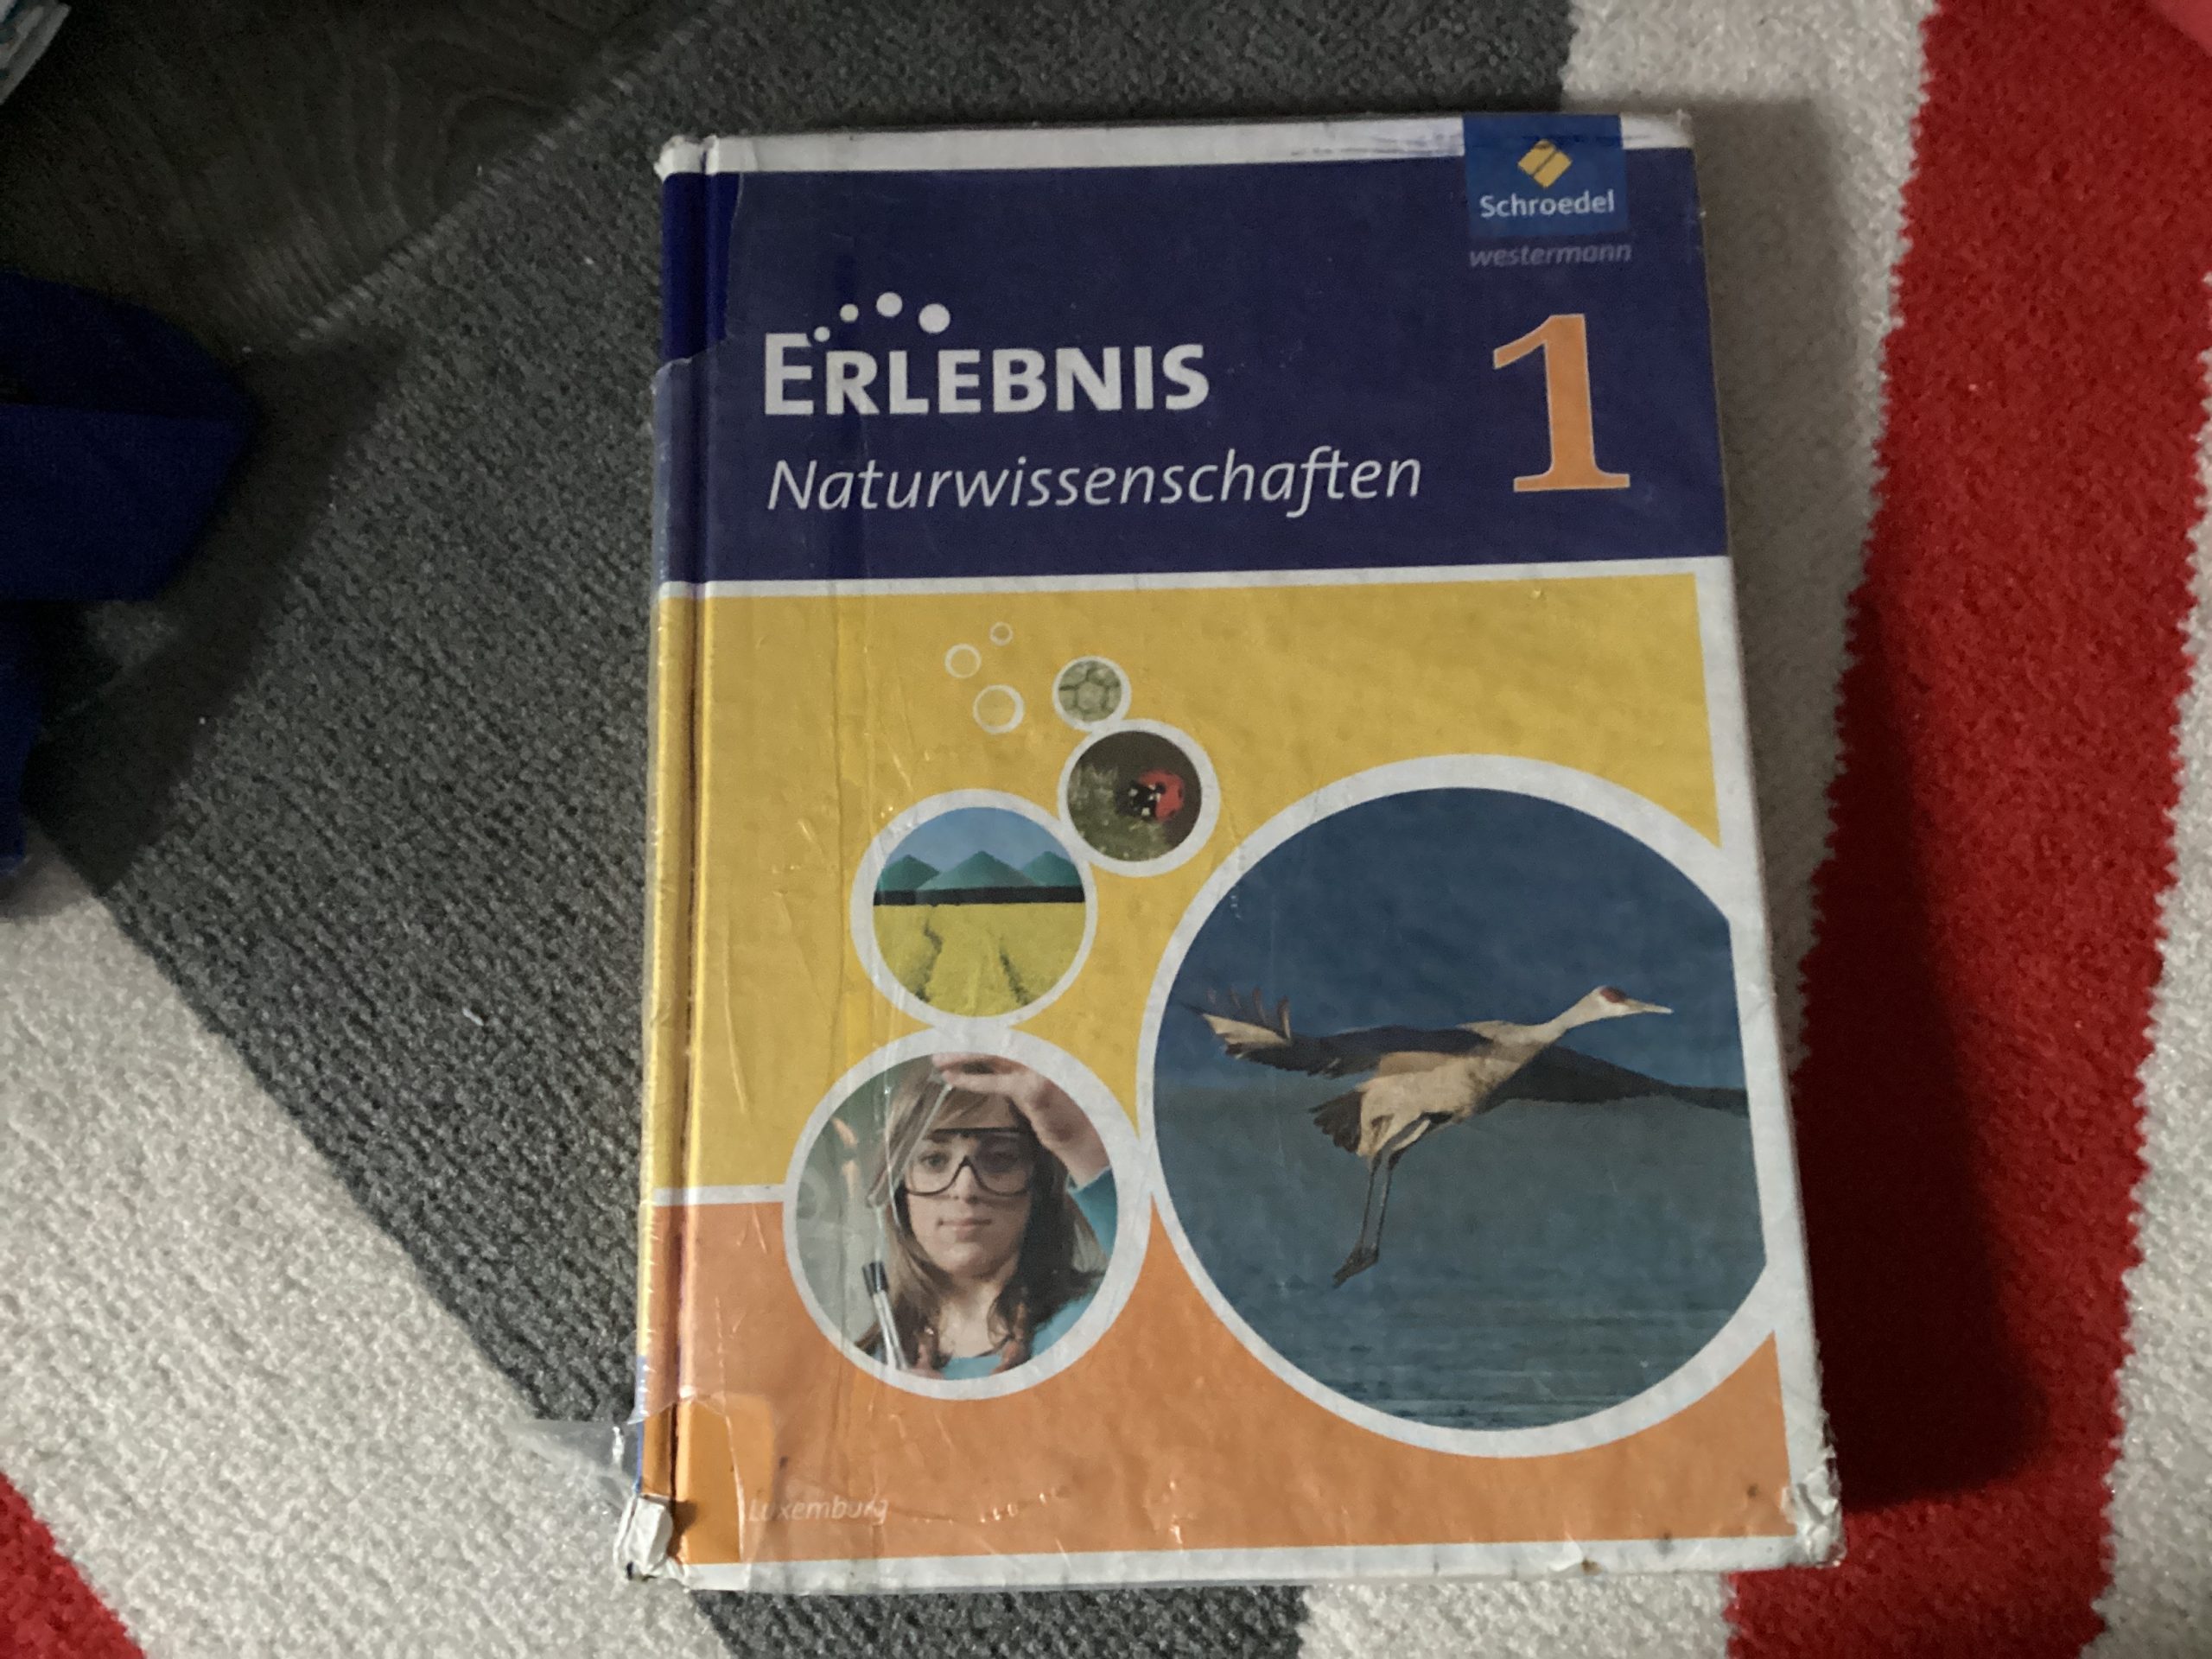 Schroedel
westermann
ERLEBNIS
1
Naturwissenschaften
Luxemburg